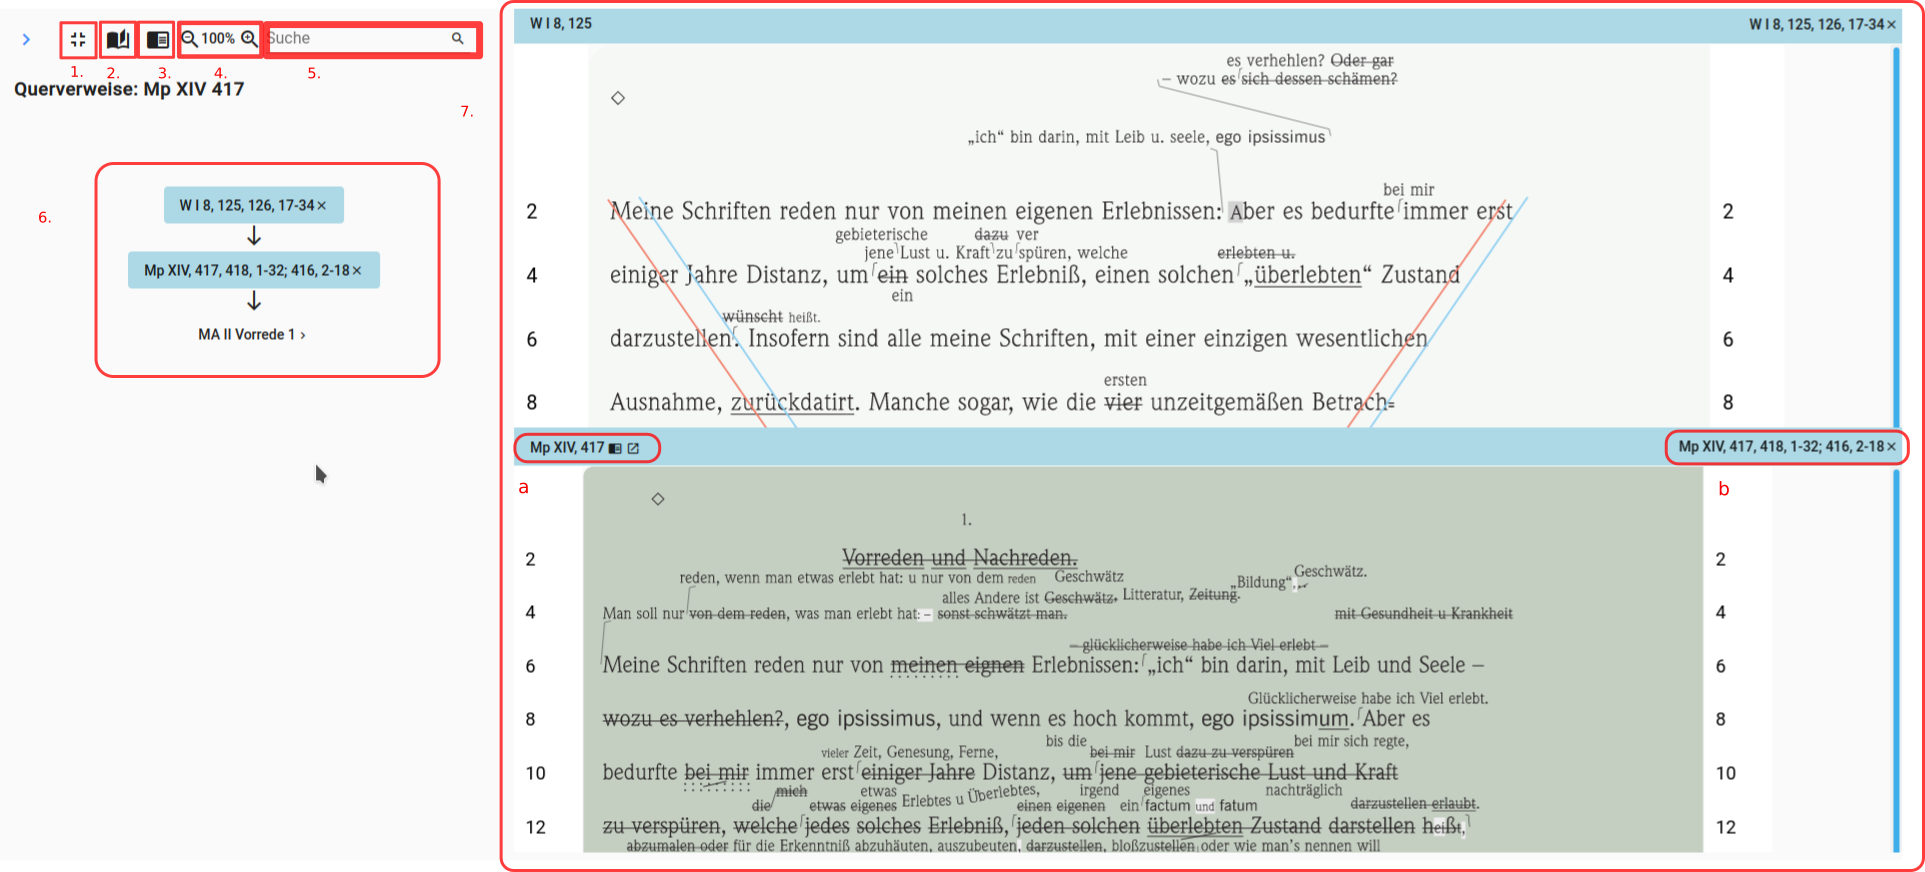 100%
Suche
1.
2.
3.
4.
5.
Querverweise: Mp XIV 417
7.
6.
W I 8, 125, 126, 17-34×
Mp XIV, 417, 418, 1-32; 416, 2-18×
MA II Vorrede 1 ›
W I 8, 125
W I 8, 125, 126, 17-34×
es verhehlen? Oder gar
– wozu es sich dessen schämen?
„ich“ bin darin, mit Leib u. seele, ego ipsissimus
bei mir
2 Meine Schriften reden nur von meinen eigenen Erlebnissen: Aber es bedurfte immer erst 2
gebieterische dazu ver
jene Lust u. Kraft zu spüren, welche erlebten u.
4 einiger Jahre Distanz, um ein solches Erlebniß, einen solchen „überlebten“ Zustand 4
ein
wünscht heißt.
6 darzustellen. Insofern sind alle meine Schriften, mit einer einzigen wesentlichen 6
ersten
8 Ausnahme, zurückdatirt. Manche sogar, wie die vier unzeitgemäßen Betrach= 8
Mp XIV, 417
Mp XIV, 417, 418, 1-32; 416, 2-18×
a
b
1.
2 Vorreden und Nachreden. 2
reden, wenn man etwas erlebt hat: u nur von dem reden Geschwätz „Bildung“ Geschwätz.
alles Andere ist Geschwätz. Litteratur, Zeitung.
4 Man soll nur von dem reden, was man erlebt hat: – sonst schwätzt man. mit Gesundheit u Krankheit 4
– glücklicherweise habe ich Viel erlebt –
6 Meine Schriften reden nur von meinen eignen Erlebnissen: „ich“ bin darin, mit Leib und Seele – 6
Glücklicherweise habe ich Viel erlebt.
8 wozu es verhehlen?, ego ipsissimus, und wenn es hoch kommt, ego ipsissimum. Aber es 8
bis die bei mir sich regte,
vieler Zeit, Genesung, Ferne, bei mir Lust dazu zu verspüren
10 bedurfte bei mir immer erst einiger Jahre Distanz, um jene gebieterische Lust und Kraft 10
mich etwas irgend eigenes nachträglich
die etwas eigenes Erlebtes u Überlebtes, einen eigenen ein factum und fatum darzustellen erlaubt.
12 zu verspüren, welche jedes solches Erlebniß, jeden solchen überlebten Zustand darstellen heißt, 12
abzumalen oder für die Erkenntniß abzuhäuten, auszubeuten, darzustellen, bloßzustellen oder wie man’s nennen will